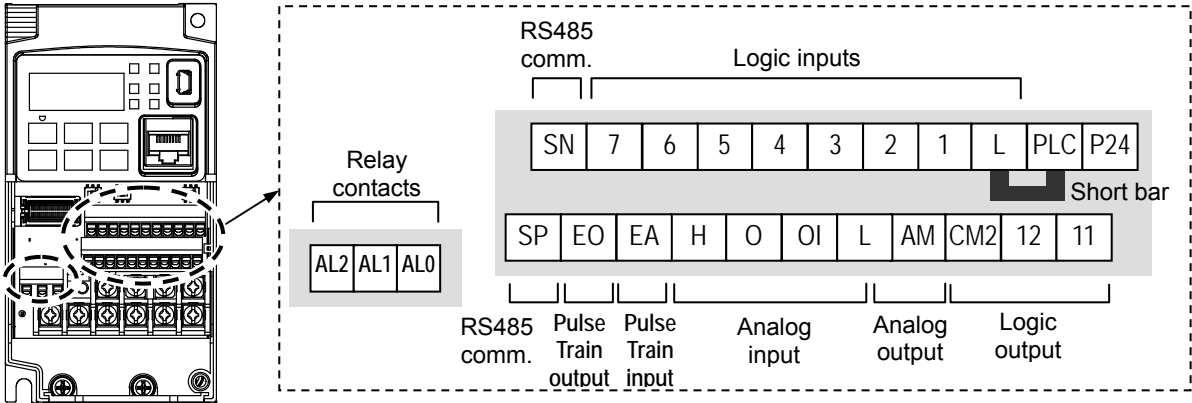 RS485
comm.
Logic inputs
SN 7 6 5 4 3 2 1 L PLC P24
Short bar
Relay
contacts
AL2 AL1 AL0
SP EO EA H O OI L AM CM2 12 11
RS485
comm.
Pulse
Train
output
Pulse
Train
input
Analog
input
Analog
output
Logic
output